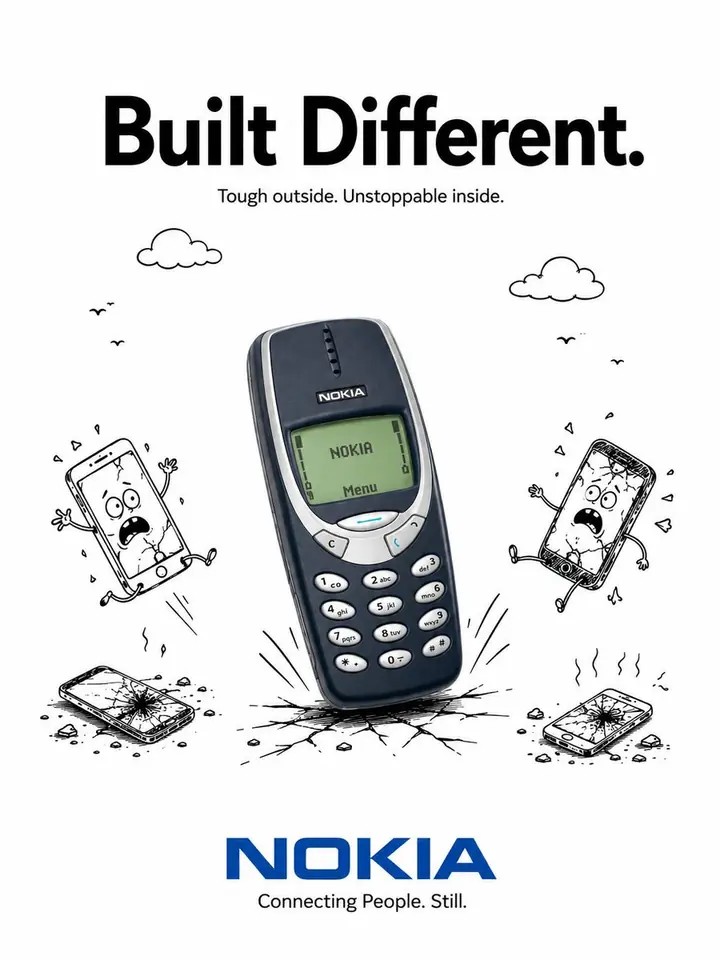 Built Different.
Tough outside. Unstoppable inside.
NOKIA
NOKIA
Menu
C
1 co
2 abc
def 3
4 ghi
5 jkl
mno 6
7 pqrs
8 tuv
wxyz 9
* .
0
# #
NOKIA
Connecting People. Still.